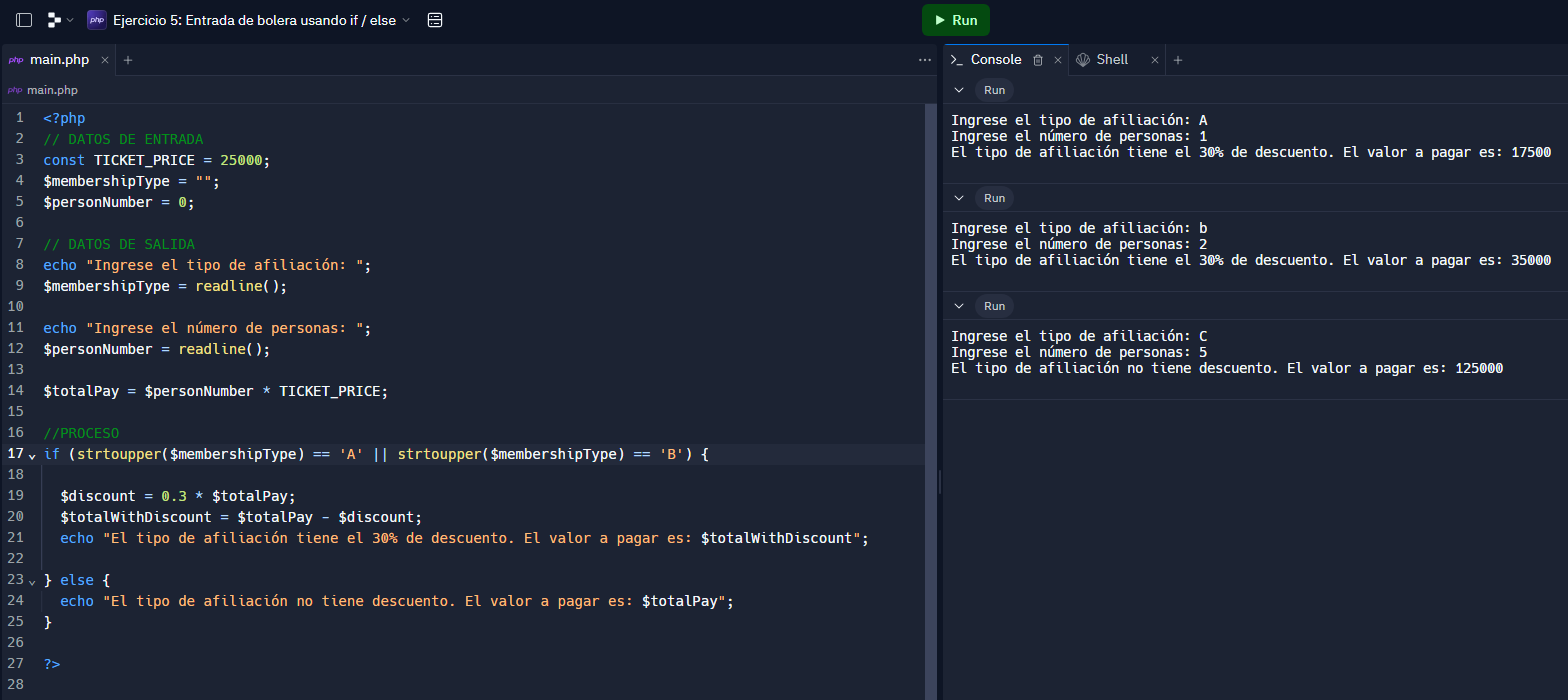 php Ejercicio 5: Entrada de bolera usando if / else
Run
php main.php
php main.php
1 <?php
2 // DATOS DE ENTRADA
3 const TICKET_PRICE = 25000;
4 $membershipType = "";
5 $personNumber = 0;
6
7 // DATOS DE SALIDA
8 echo "Ingrese el tipo de afiliación: ";
9 $membershipType = readline();
10
11 echo "Ingrese el número de personas: ";
12 $personNumber = readline();
13
14 $totalPay = $personNumber * TICKET_PRICE;
15
16 //PROCESO
17 if (strtoupper($membershipType) == 'A' || strtoupper($membershipType) == 'B') {
18
19 $discount = 0.3 * $totalPay;
20 $totalWithDiscount = $totalPay - $discount;
21 echo "El tipo de afiliación tiene el 30% de descuento. El valor a pagar es: $totalWithDiscount";
22
23 } else {
24 echo "El tipo de afiliación no tiene descuento. El valor a pagar es: $totalPay";
25 }
26
27 ?>
28
Console
Shell
Run
Ingrese el tipo de afiliación: A
Ingrese el número de personas: 1
El tipo de afiliación tiene el 30% de descuento. El valor a pagar es: 17500
Run
Ingrese el tipo de afiliación: b
Ingrese el número de personas: 2
El tipo de afiliación tiene el 30% de descuento. El valor a pagar es: 35000
Run
Ingrese el tipo de afiliación: C
Ingrese el número de personas: 5
El tipo de afiliación no tiene descuento. El valor a pagar es: 125000